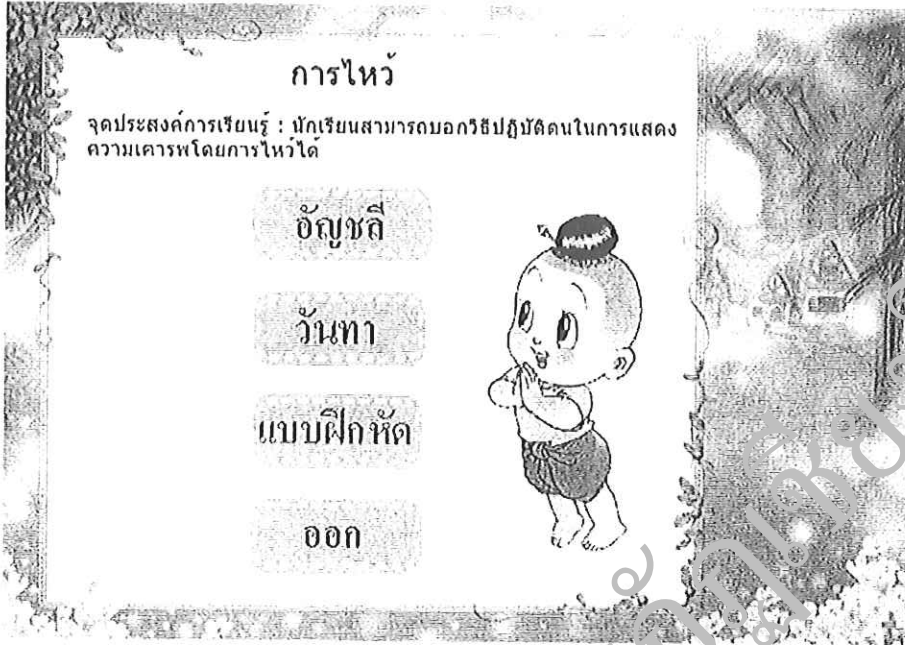 การไหว้
จุดประสงค์การเรียนรู้ : นักเรียนสามารถบอกวิธีปฏิบัติตนในการแสดง
ความเคารพโดยการไหว้ได้
อัญชลี
วันทา
แบบฝึกหัด
ออก